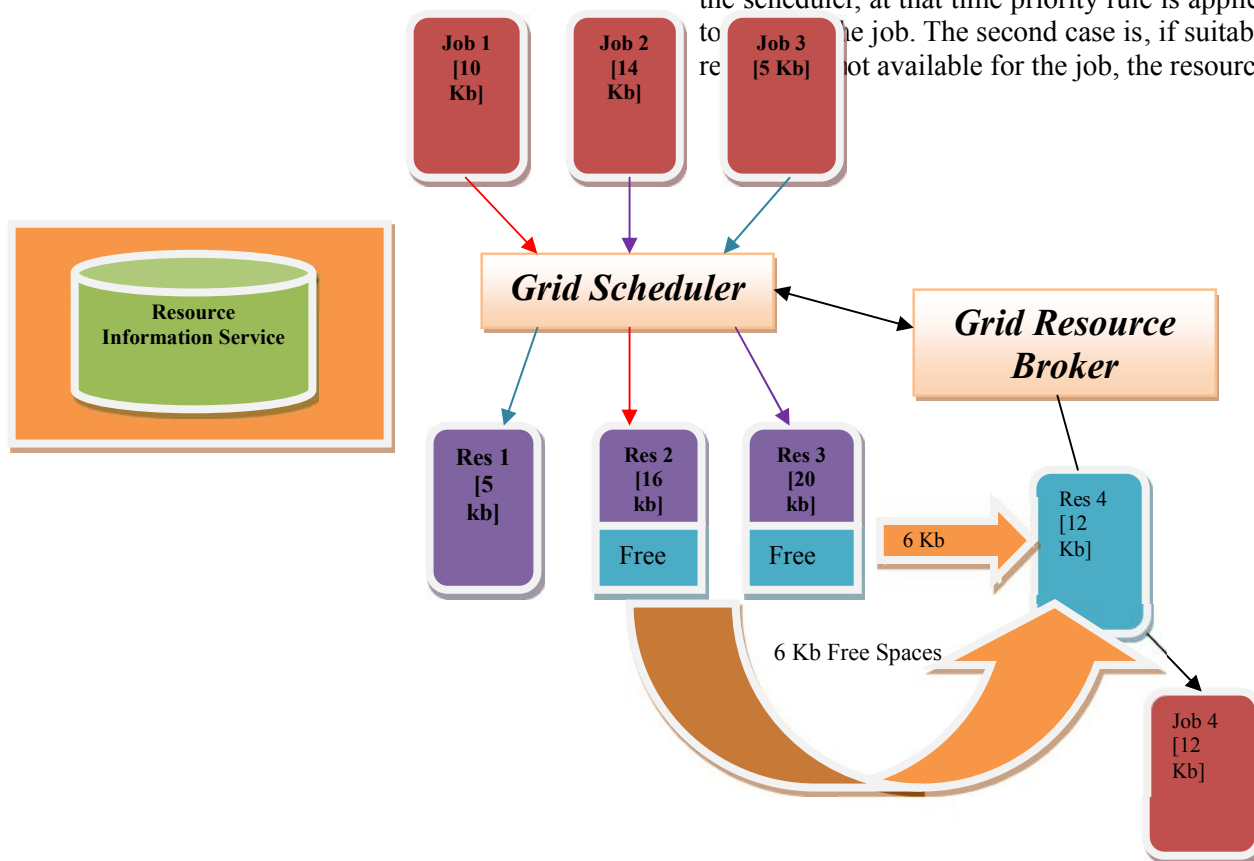 the scheduler, at that time priority rule is applic
to he job. The second case is, if suitab
re not available for the job, the resourc
Job 1
[10
Kb]
Job 2
[14
Kb]
Job 3
[5 Kb]
Grid Scheduler
Resource
Information Service
Grid Resource
Broker
Res 1
[5
kb]
Res 2
[16
kb]
Free
Res 3
[20
kb]
Free
6 Kb
Res 4
[12
Kb]
6 Kb Free Spaces
Job 4
[12
Kb]